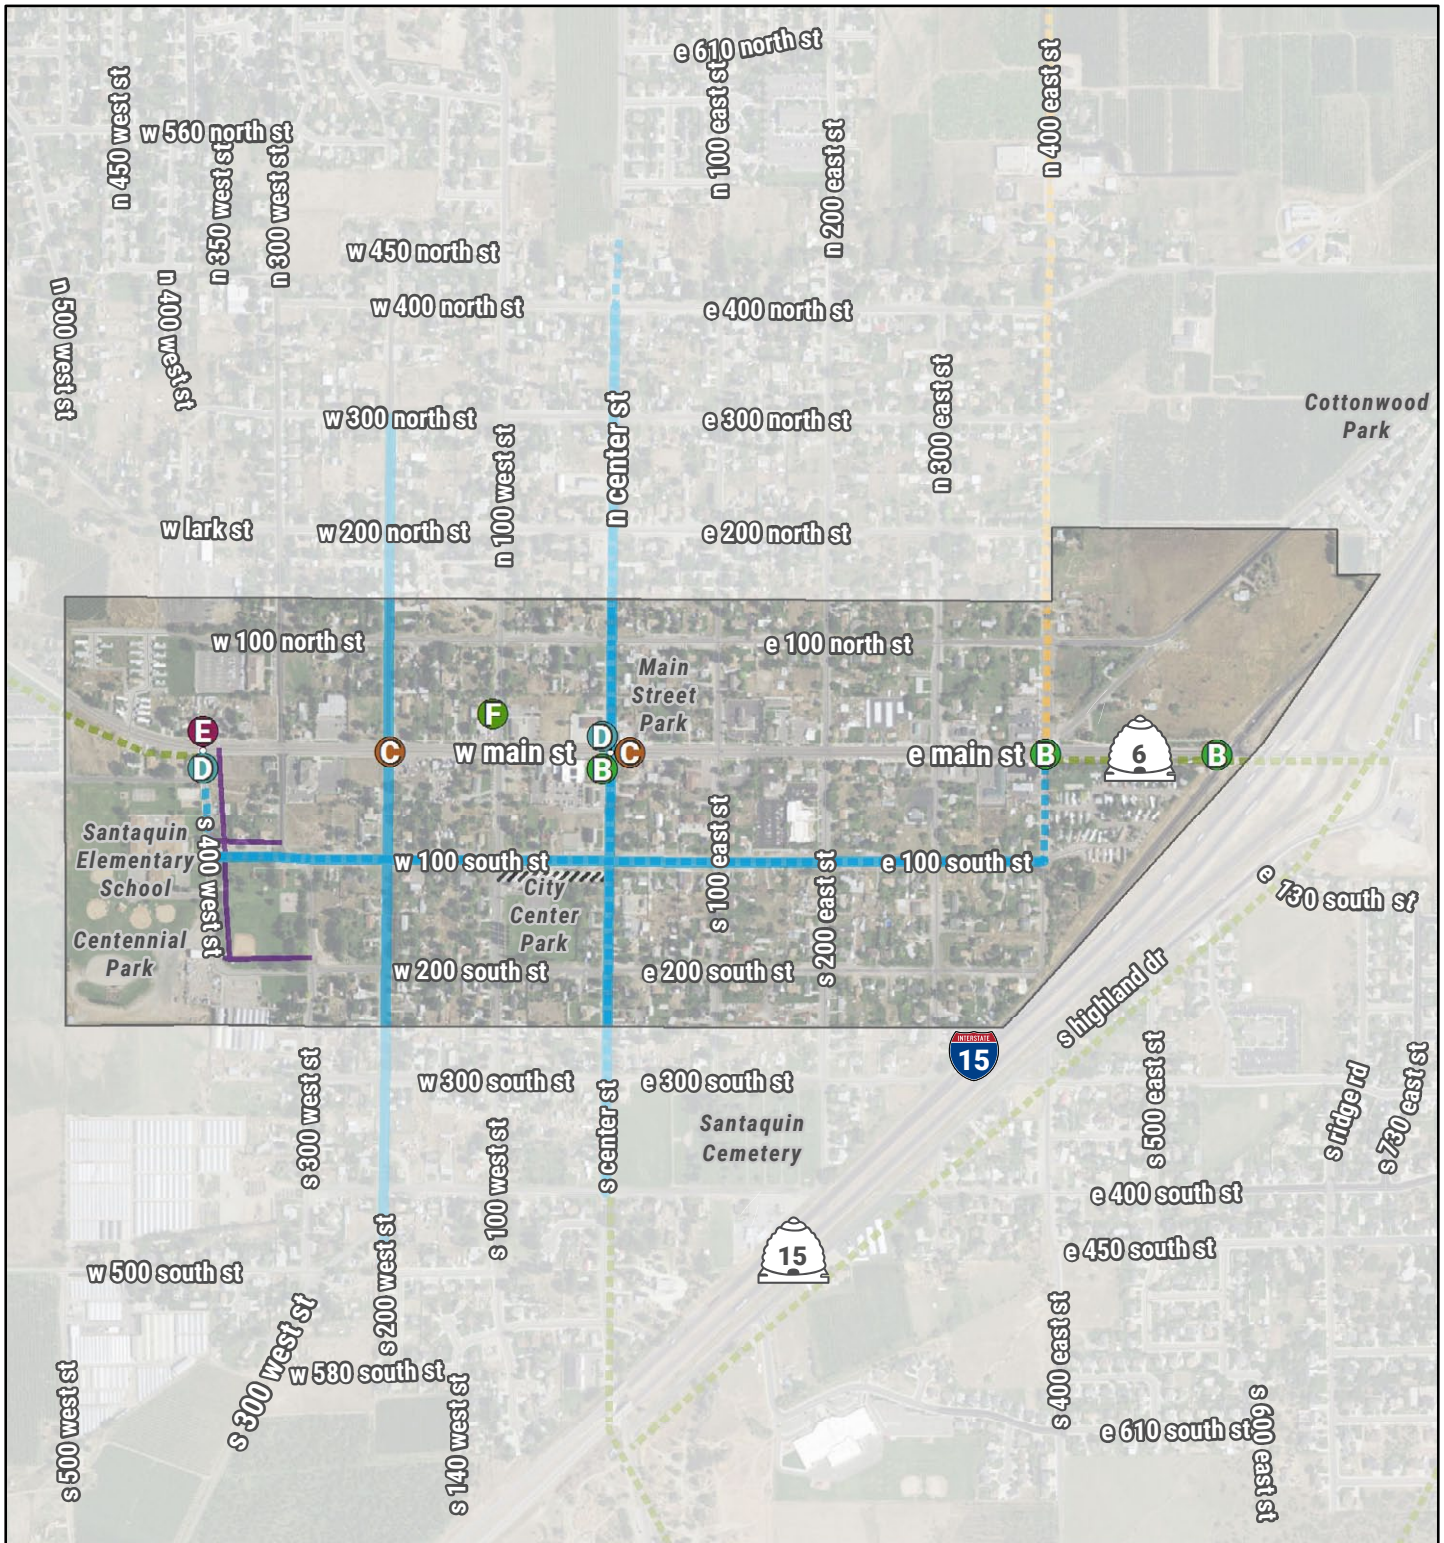 e 610 north st
n 450 west st
w 560 north st
n 350 west st
n 300 west st
n 100 east st
n 200 east st
n 400 east st
w 450 north st
n 500 west st
n 400 west st
w 400 north st
e 400 north st
n 300 east st
Cottonwood
Park
w 300 north st
n 100 west st
n center st
e 300 north st
w lark st
w 200 north st
e 200 north st
w 100 north st
e 100 north st
Main
Street
Park
E
F
D
C
w main st
C
e main st
B
6
B
D
B
Santaquin
Elementary
School
s 400 west st
w 100 south st
s 100 east st
s 200 east st
e 100 south st
City
Center
Park
e 130 south st
Centennial
Park
w 200 south st
e 200 south st
s highland dr
INTERSTATE
15
s 300 west st
w 300 south st
s center st
e 300 south st
s 500 east st
s ridge rd
s 730 east st
Santaquin
Cemetery
s 100 west st
e 400 south st
15
e 450 south st
w 500 south st
s 200 west st
s 300 west st
w 580 south st
s 400 east st
s 500 west st
s 140 west st
e 610 south st
s 600 east st